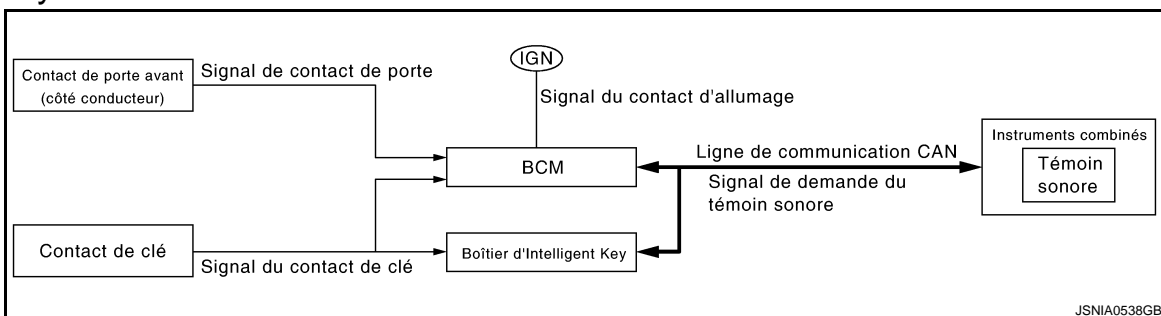 Contact de porte avant
(côté conducteur)
Signal de contact de porte
IGN
Signal du contact d'allumage
BCM
Ligne de communication CAN
Signal de demande du
témoin sonore
Instruments combinés
Témoin
sonore
Contact de clé
Signal du contact de clé
Boîtier d'Intelligent Key
JSNIA0538GB